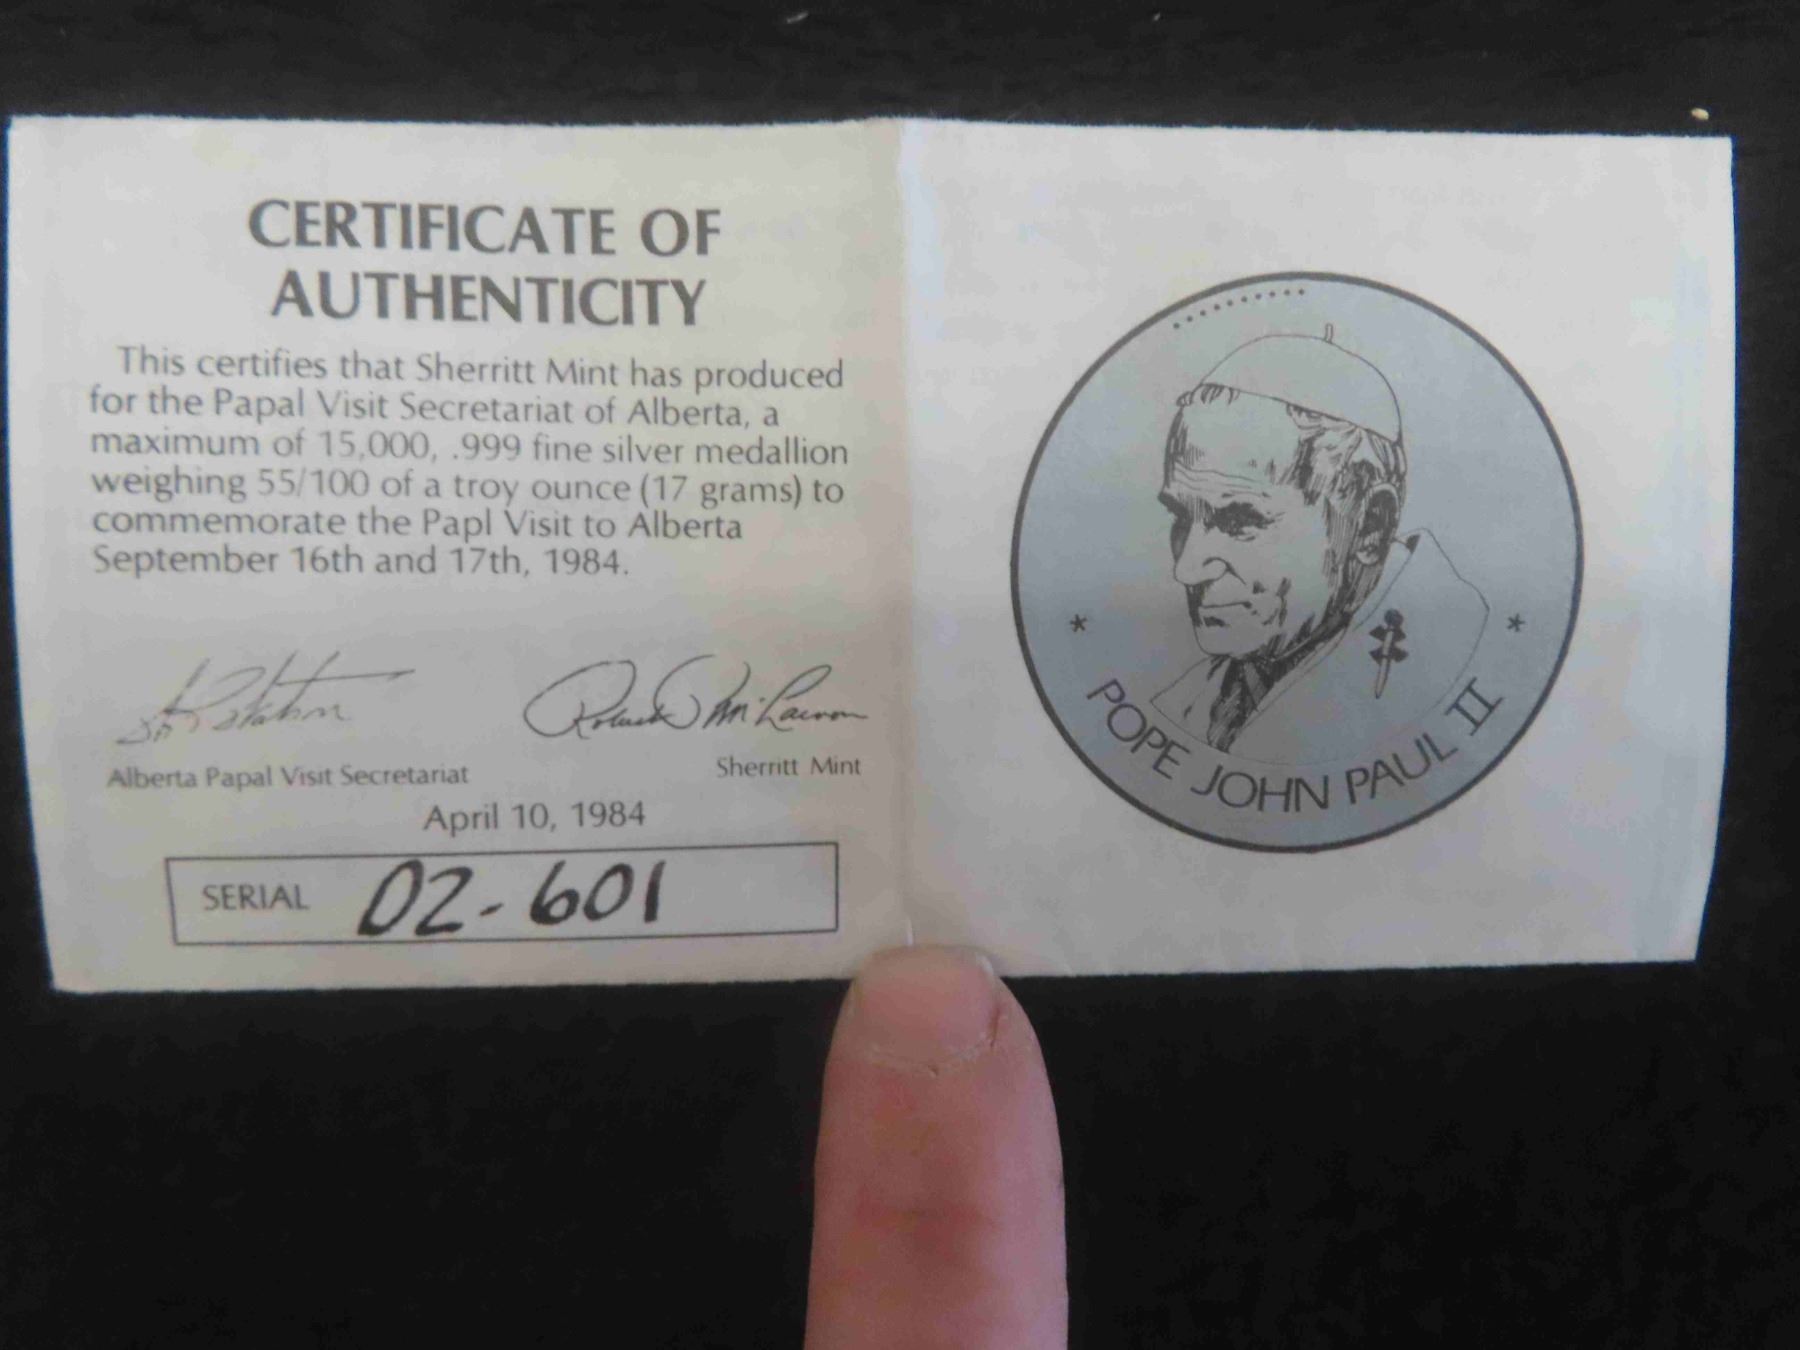 CERTIFICATE OF
AUTHENTICITY
This certifies that Sherritt Mint has produced
for the Papal Visit Secretariat of Alberta, a
maximum of 15,000, .999 fine silver medallion
weighing 55/100 of a troy ounce (17 grams) to
commemorate the Papl Visit to Alberta
September 16th and 17th, 1984.
Alberta Papal Visit Secretariat
Sherritt Mint
April 10, 1984
SERIAL 02-601
* *
POPE JOHN PAUL II